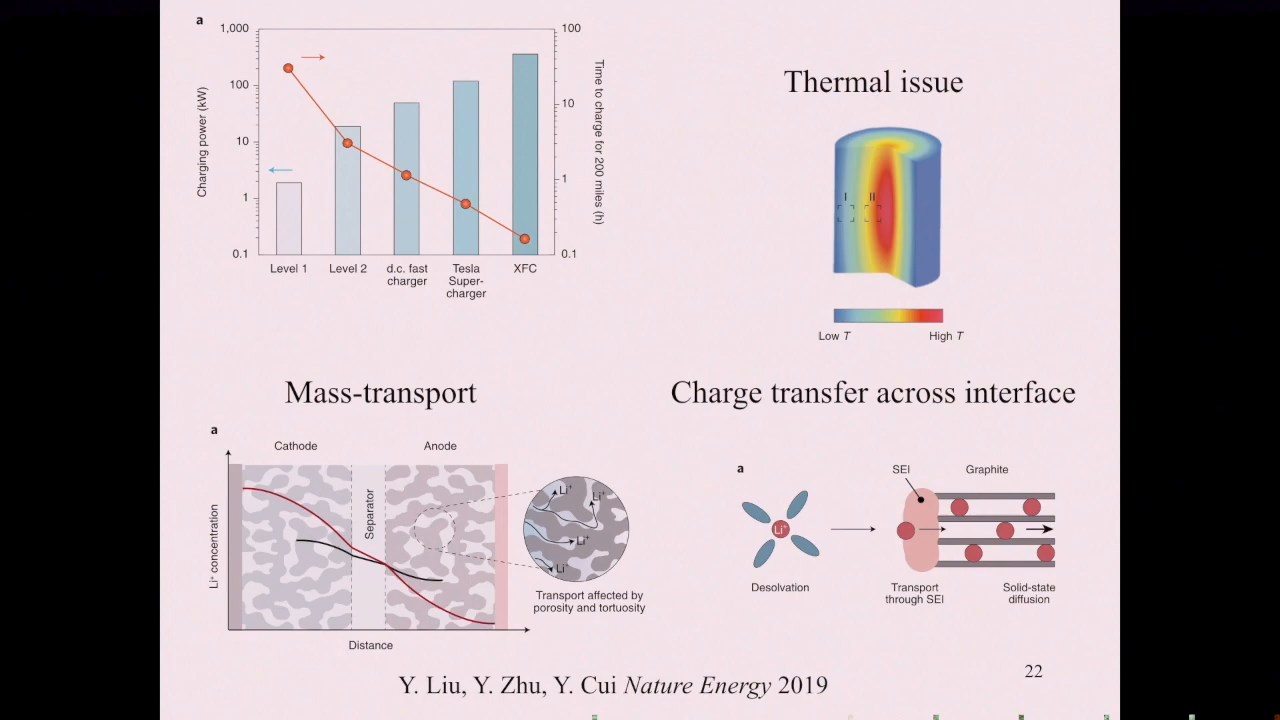 a
1,000
100
10
1
0.1
Charging power (kW)
100
10
1
0.1
Time to charge for 200 miles (h)
Level 1
Level 2
d.c. fast
charger
Tesla
Super-
charger
XFC
Thermal issue
I
II
Low T
High T
Mass-transport
a
Cathode
Anode
Separator
Li⁺ concentration
Distance
Li⁺
Li⁺
Li⁺
Li⁺
Transport affected by
porosity and tortuosity
Charge transfer across interface
a
SEI
Graphite
Li⁺
Desolvation
Transport
through SEI
Solid-state
diffusion
Y. Liu, Y. Zhu, Y. Cui Nature Energy 2019
22